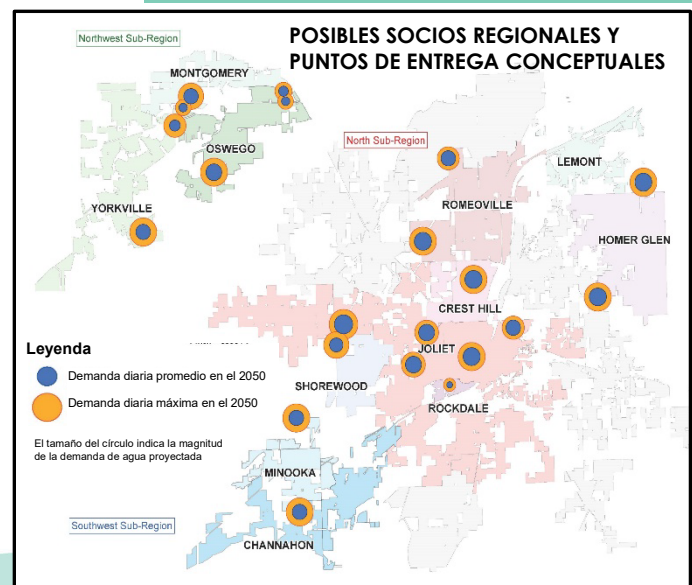 POSIBLES SOCIOS REGIONALES Y
PUNTOS DE ENTREGA CONCEPTUALES
Northwest Sub-Region
MONTGOMERY
OSWEGO
YORKVILLE
North Sub-Region
LEMONT
ROMEOVILLE
HOMER GLEN
CREST HILL
JOLIET
SHOREWOOD
ROCKDALE
Leyenda
Demanda diaria promedio en el 2050
Demanda diaria máxima en el 2050
El tamaño del círculo indica la magnitud
de la demanda de agua proyectada
MINOOKA
Southwest Sub-Region
CHANNAHON